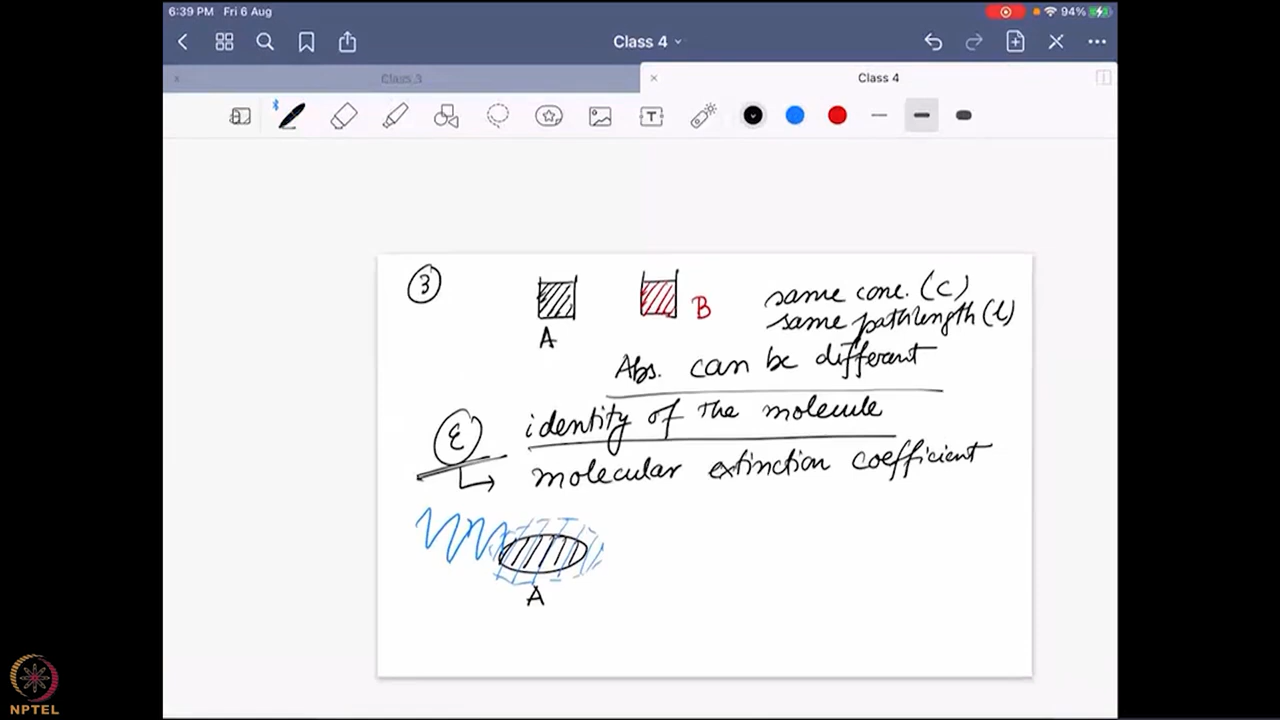 6:39 PM Fri 6 Aug
94%
Class 4
Class 3
Class 4
T
3
A
B
same conc. (c)
same pathlength (l)
Abs. can be different
ε
identity of the molecule
molecular extinction coefficient
A
NPTEL